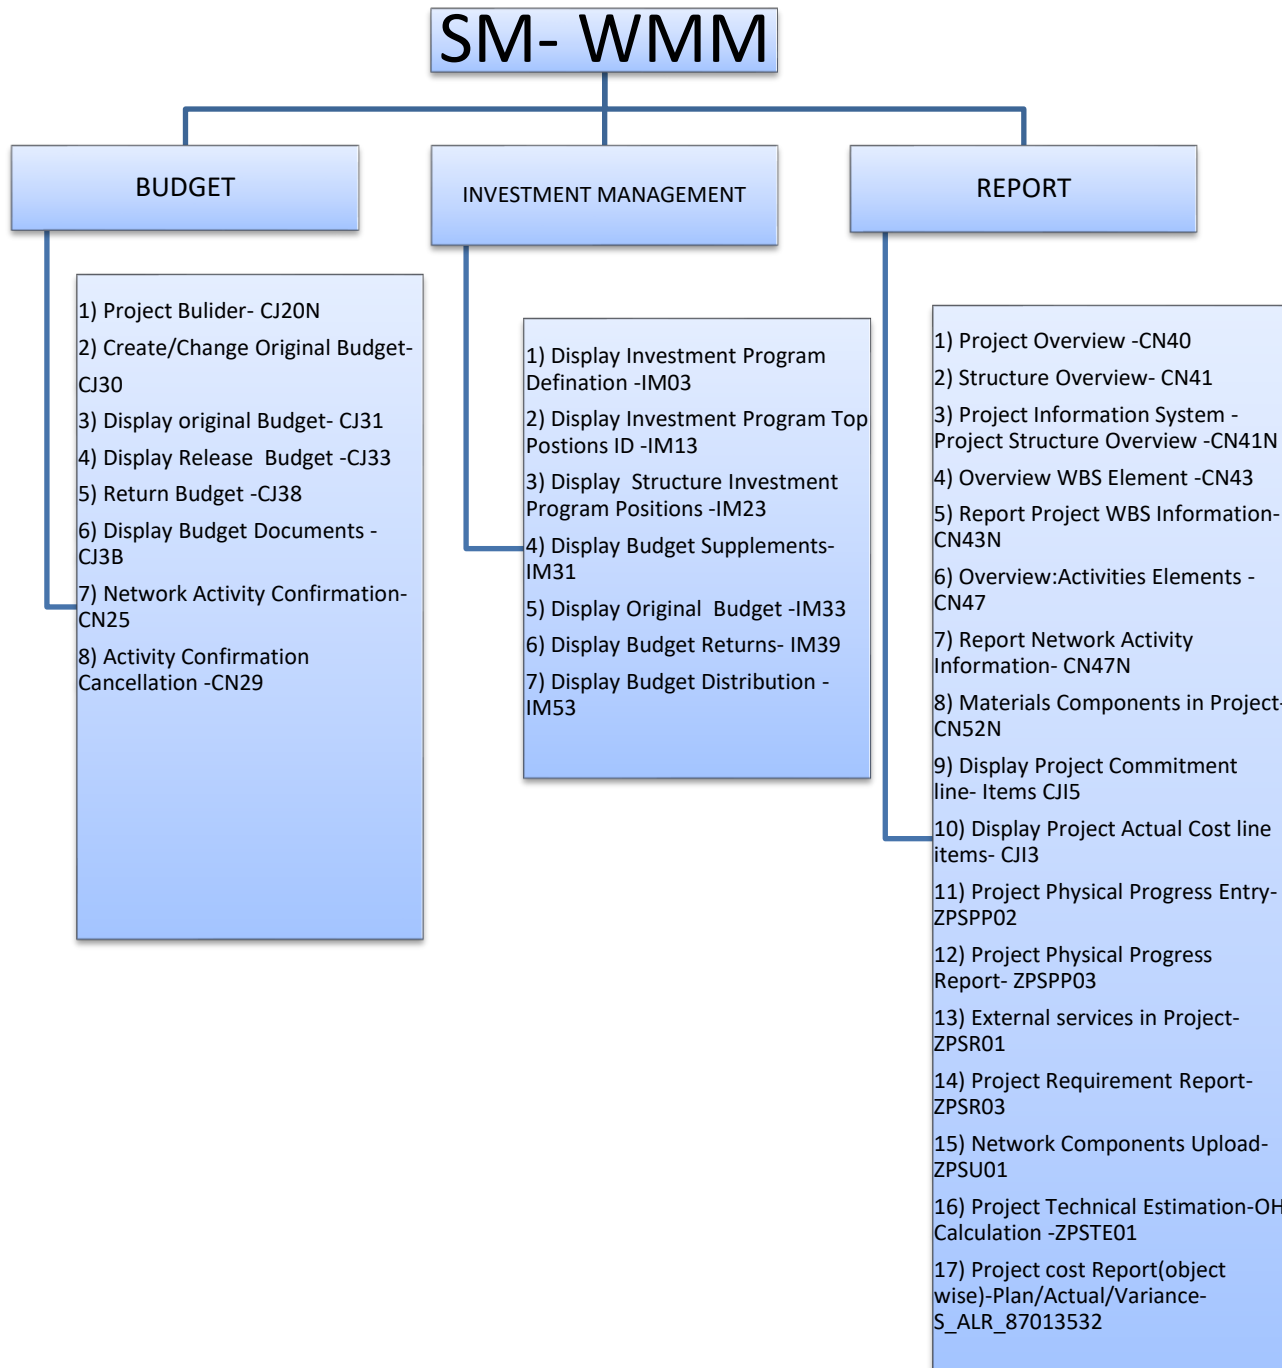 SM- WMM
BUDGET
1) Project Bulider- CJ20N
2) Create/Change Original Budget-
CJ30
3) Display original Budget- CJ31
4) Display Release  Budget -CJ33
5) Return Budget -CJ38
6) Display Budget Documents -
CJ3B
7) Network Activity Confirmation-
CN25
8) Activity Confirmation
Cancellation -CN29
INVESTMENT MANAGEMENT
1) Display Investment Program
Defination -IM03
2) Display Investment Program Top
Postions ID -IM13
3) Display  Structure Investment
Program Positions -IM23
4) Display Budget Supplements-
IM31
5) Display Original  Budget -IM33
6) Display Budget Returns- IM39
7) Display Budget Distribution -
IM53
REPORT
1) Project Overview -CN40
2) Structure Overview- CN41
3) Project Information System -
Project Structure Overview -CN41N
4) Overview WBS Element -CN43
5) Report Project WBS Information-
CN43N
6) Overview:Activities Elements -
CN47
7) Report Network Activity
Information- CN47N
8) Materials Components in Project-
CN52N
9) Display Project Commitment
line- Items CJI5
10) Display Project Actual Cost line
items- CJI3
11) Project Physical Progress Entry-
ZPSPP02
12) Project Physical Progress
Report- ZPSPP03
13) External services in Project-
ZPSR01
14) Project Requirement Report-
ZPSR03
15) Network Components Upload-
ZPSU01
16) Project Technical Estimation-OH
Calculation -ZPSTE01
17) Project cost Report(object
wise)-Plan/Actual/Variance-
S_ALR_87013532